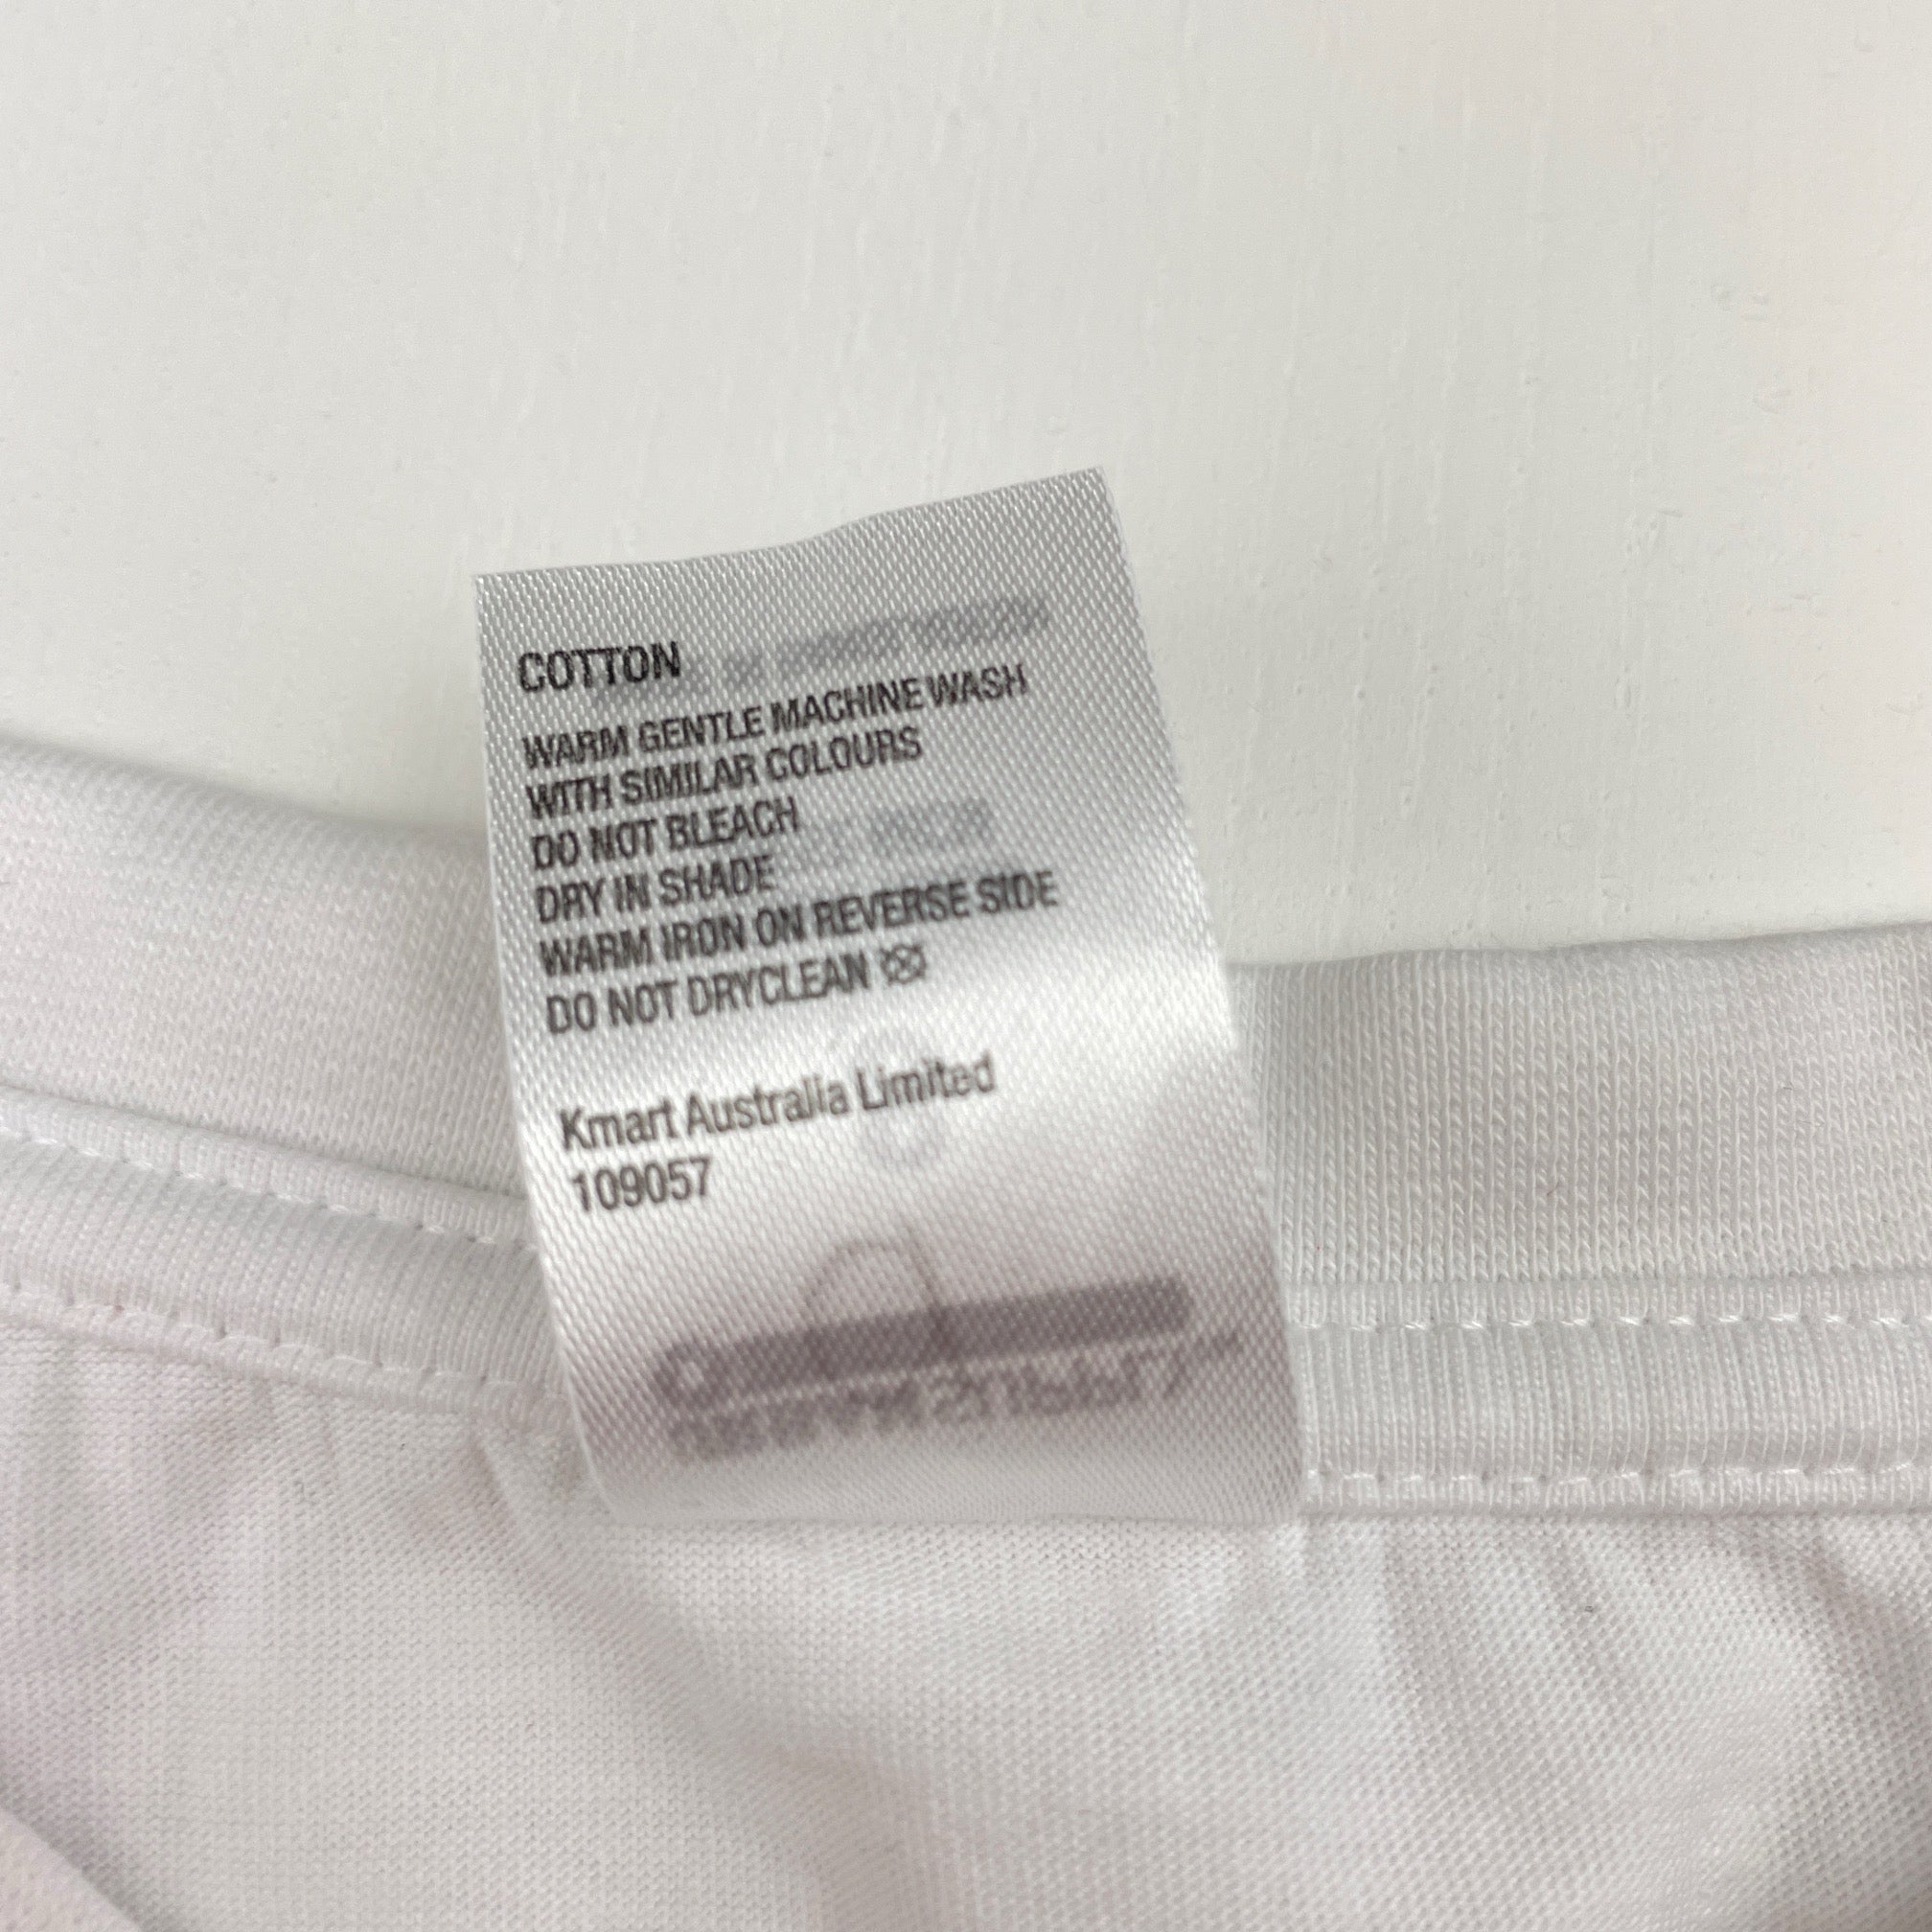 COTTON
WARM GENTLE MACHINE WASH
WITH SIMILAR COLOURS
DO NOT BLEACH
DRY IN SHADE
WARM IRON ON REVERSE SIDE
DO NOT DRYCLEAN
Kmart Australia Limited
109057